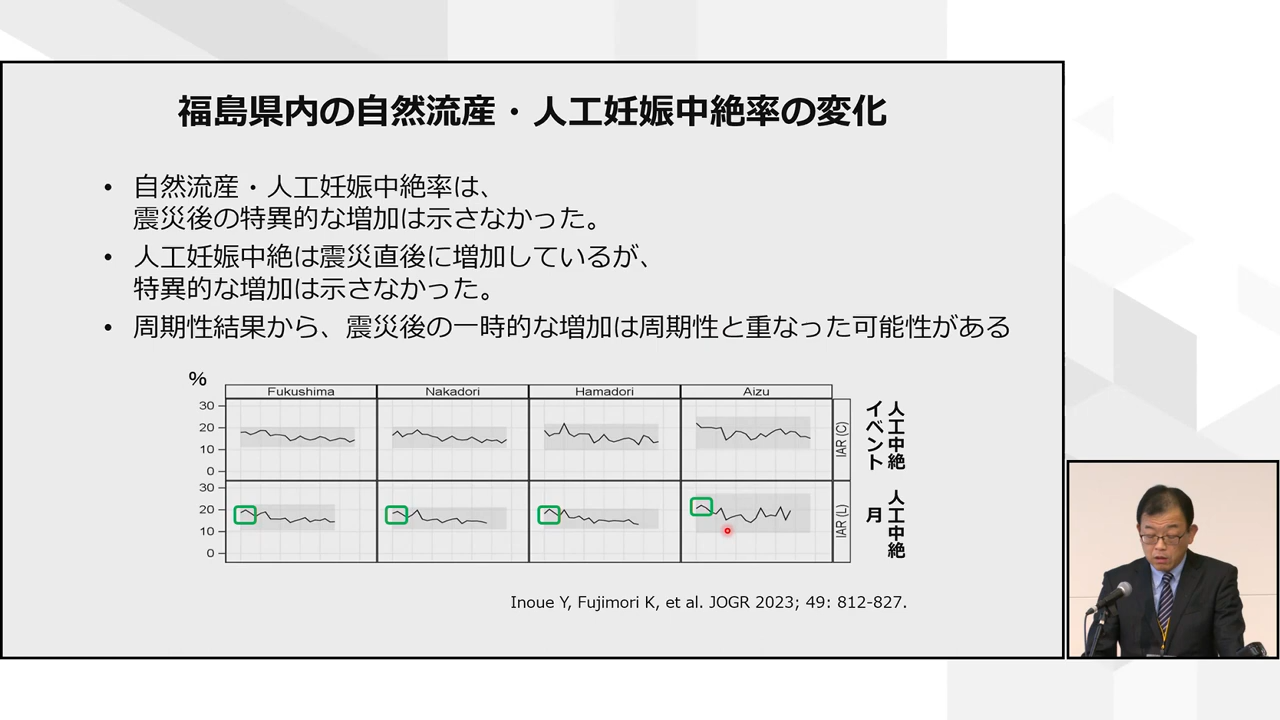 福島県内の自然流産・人工妊娠中絶率の変化
• 自然流産・人工妊娠中絶率は、
震災後の特異的な増加は示さなかった。
• 人工妊娠中絶は震災直後に増加しているが、
特異的な増加は示さなかった。
• 周期性結果から、震災後の一時的な増加は周期性と重なった可能性がある
%
Fukushima Nakadori Hamadori Aizu
30
20
10
0
IAR (C)
人工中絶
イベント
30
20
10
0
IAR (L)
人工中絶
月
Inoue Y, Fujimori K, et al. JOGR 2023; 49: 812-827.